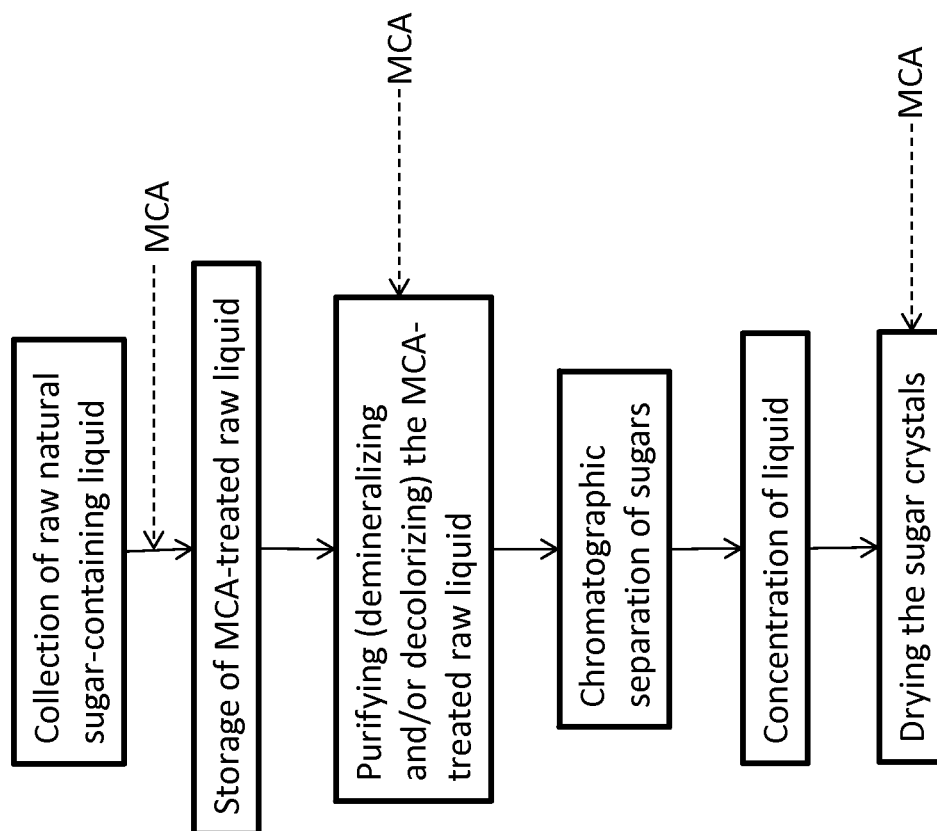 Collection of raw natural
sugar-containing liquid
MCA
Storage of MCA-treated raw liquid
Purifying (demineralizing
and/or decolorizing) the MCA-
treated raw liquid
MCA
Chromatographic
separation of sugars
Concentration of liquid
Drying the sugar crystals
MCA